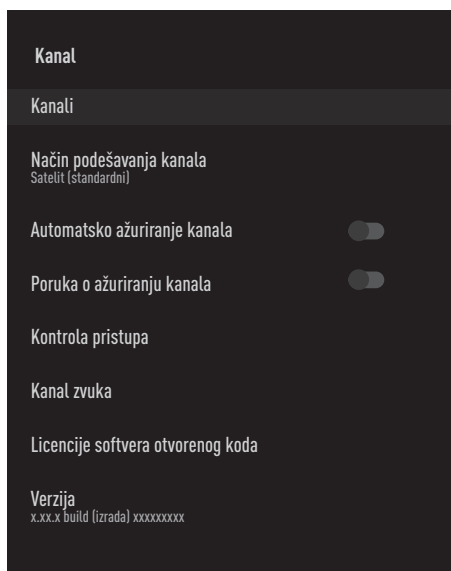 Kanal
Kanali
Način podešavanja kanala
Satelit (standardni)
Automatsko ažuriranje kanala
Poruka o ažuriranju kanala
Kontrola pristupa
Kanal zvuka
Licencije softvera otvorenog koda
Verzija
x.xx.x build (izrada) xxxxxxxxx